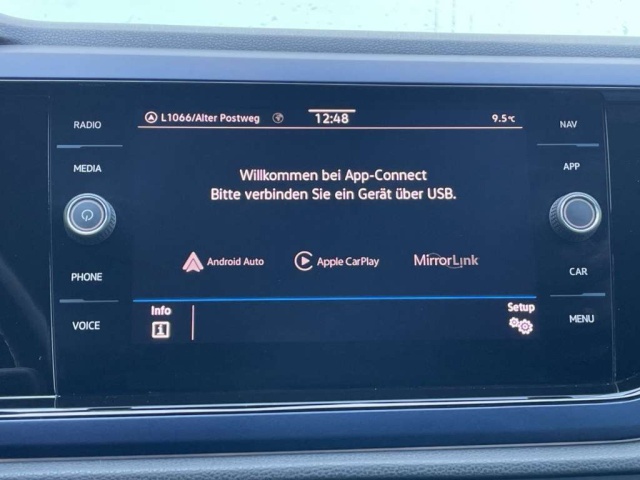 RADIO
MEDIA
PHONE
VOICE
L1066/Alter Postweg 12:48 9.5°C
Willkommen bei App-Connect
Bitte verbinden Sie ein Gerät über USB.
Android Auto Apple CarPlay MirrorLink
Info Setup
NAV
APP
CAR
MENU